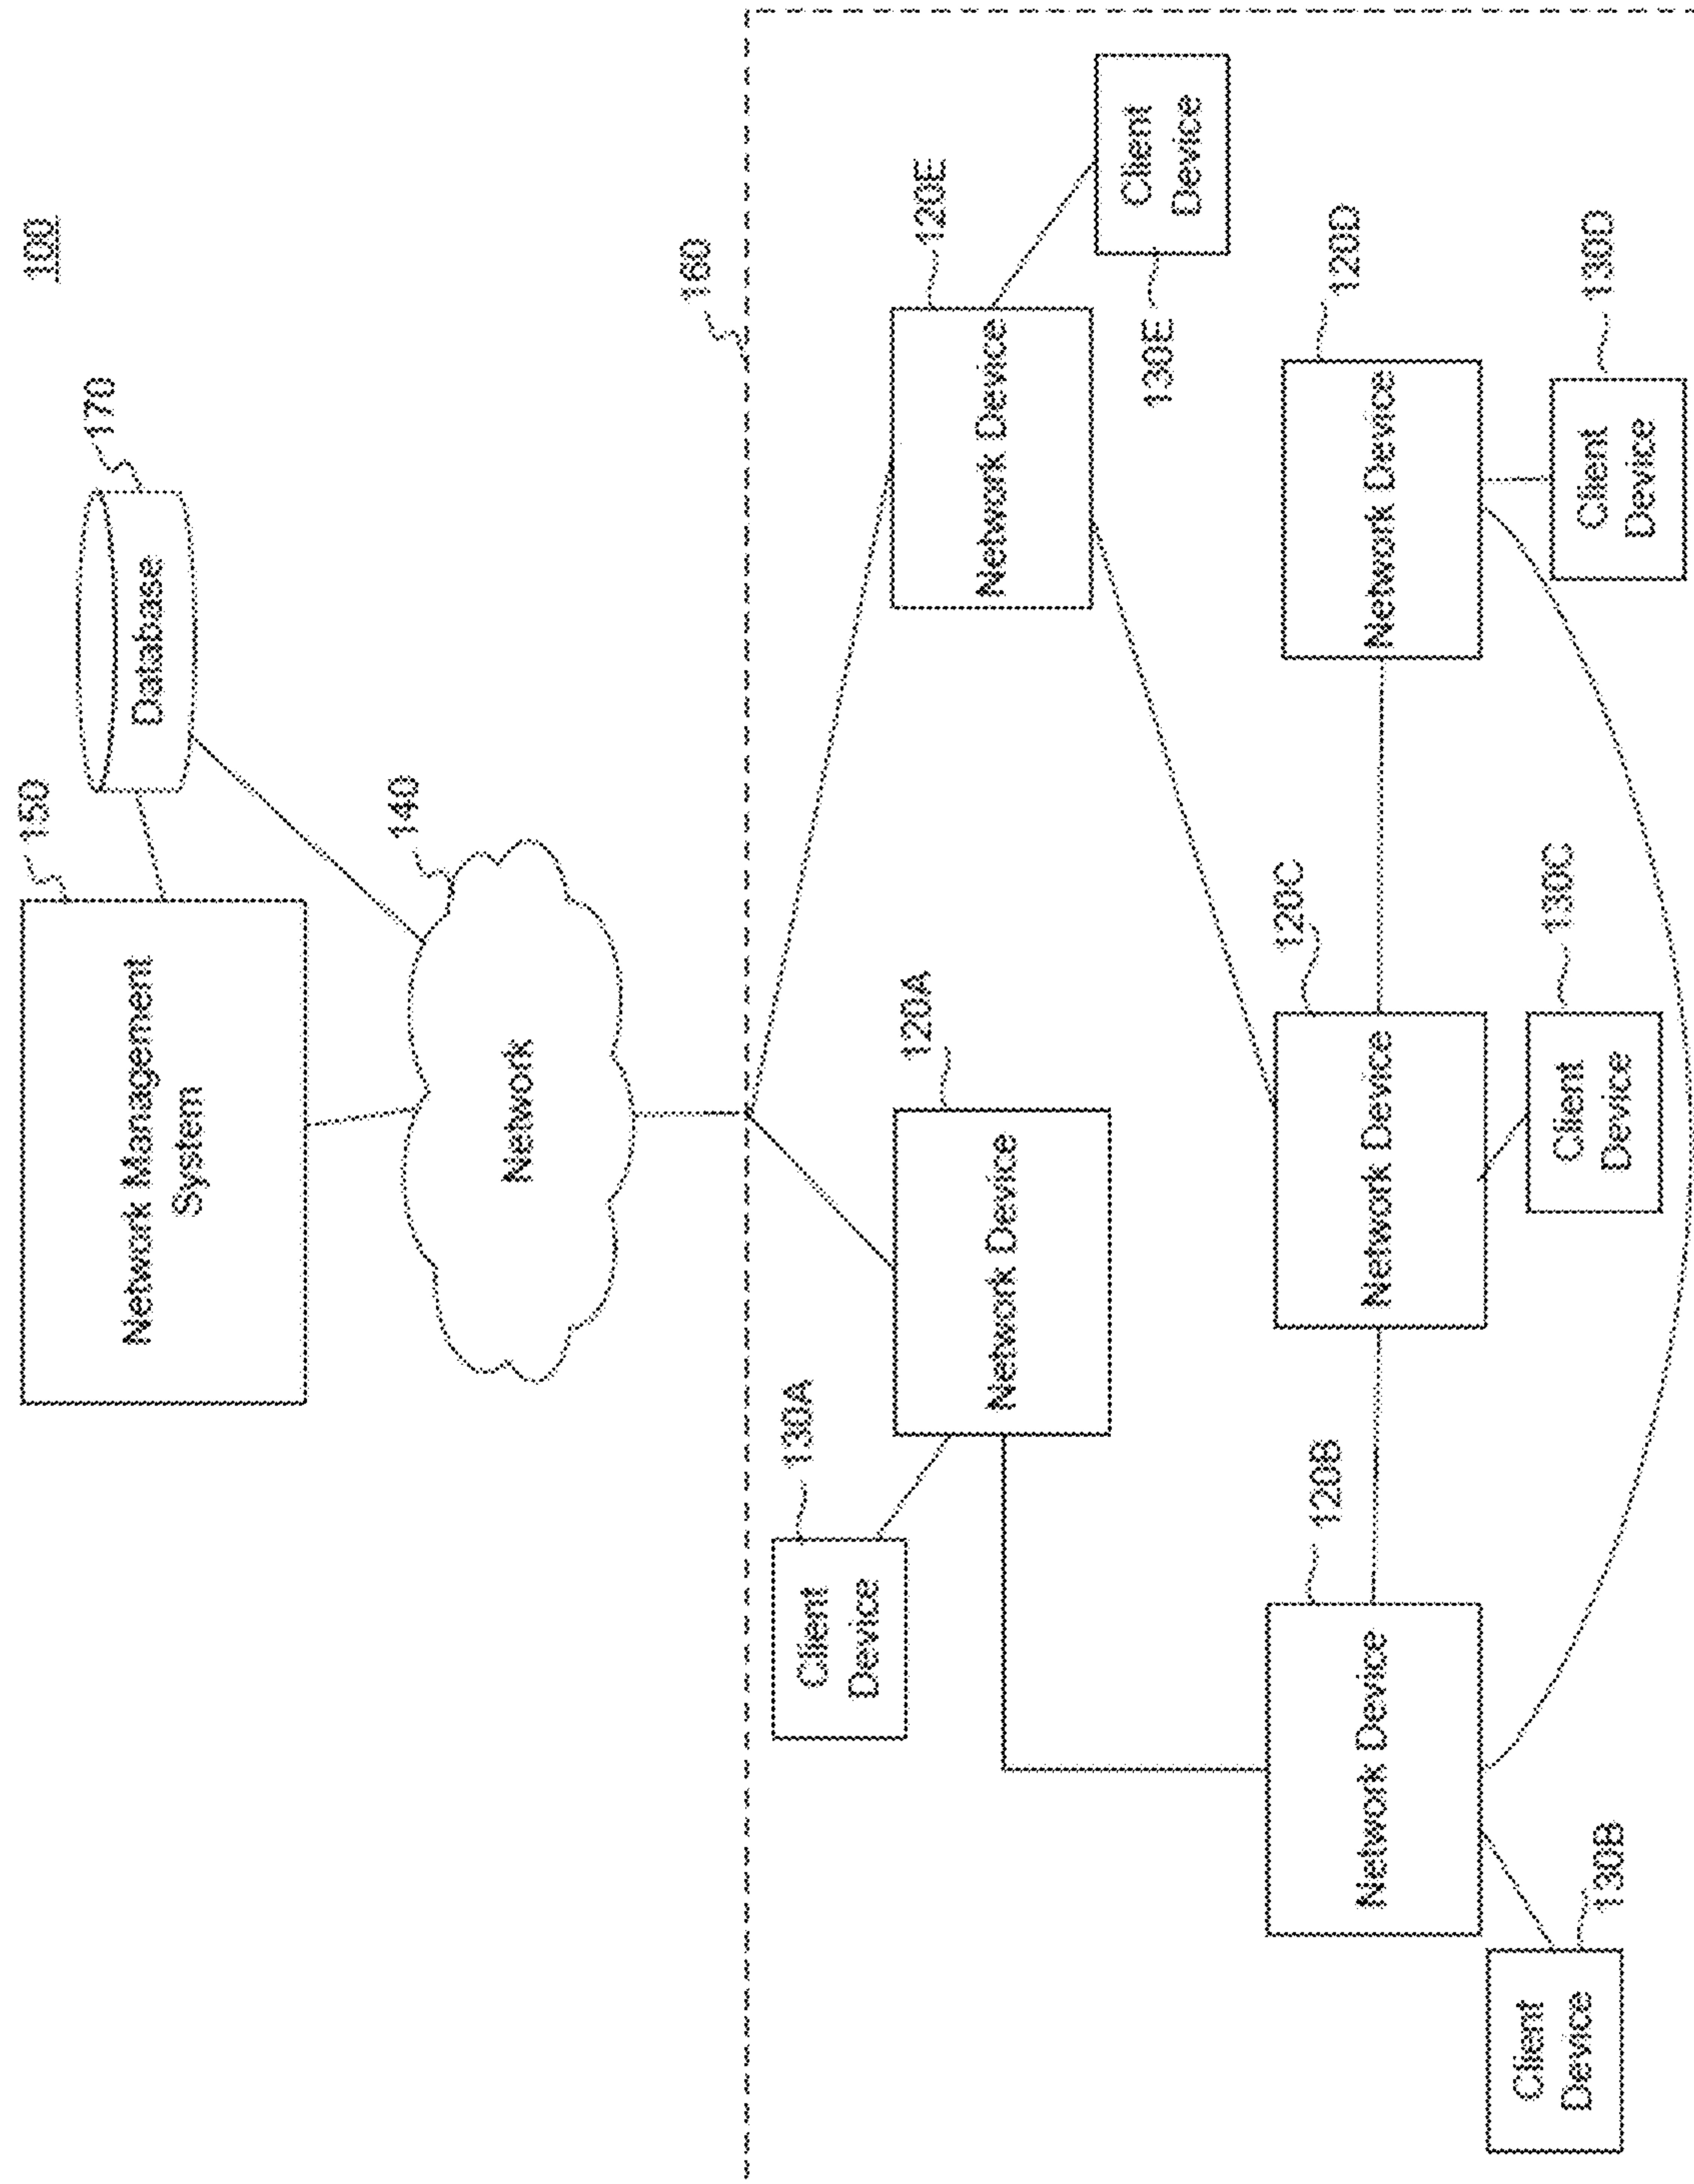 100
150
Network Management
System
170
Database
140
Network
160
130A
Client
Device
120A
Network Device
120E
Network Device
130E
Client
Device
120B
Network Device
120C
Network Device
120D
Network Device
130B
Client
Device
130C
Client
Device
130D
Client
Device